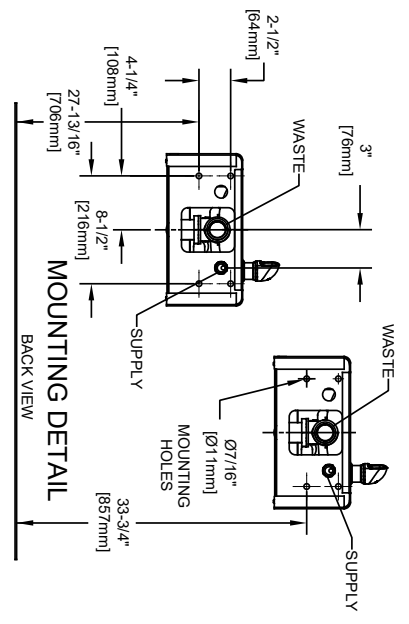 2-1/2"
[64mm]
4-1/4"
[108mm]
27-13/16"
[706mm]
8-1/2"
[216mm]
WASTE
3"
[76mm]
SUPPLY
WASTE
Ø7/16"
[Ø11mm]
MOUNTING
HOLES
SUPPLY
33-3/4"
[857mm]
MOUNTING DETAIL
BACK VIEW